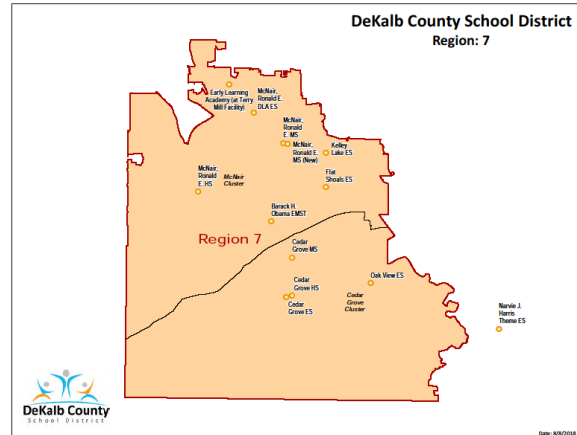 DeKalb County School District
Region: 7
Early Learning
Academy (at Terry
Mill Facility)
McNair,
Ronald E.
DLA ES
McNair,
Ronald
E. MS
McNair,
Ronald E.
MS (New)
Kelley
Lake ES
McNair,
Ronald
E. HS
McNair
Cluster
Flat
Shoals ES
Barack H.
Obama EMST
Region 7
Cedar
Grove MS
Oak View ES
Cedar
Grove HS
Cedar
Grove ES
Cedar
Grove
Cluster
Narvie J.
Harris
Theme ES
DeKalb County
School District
Date: 8/8/2018